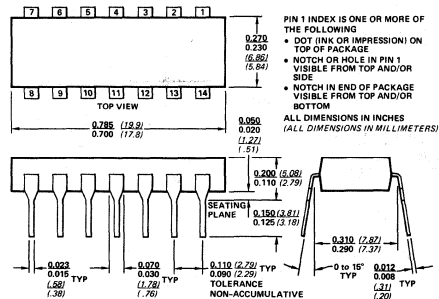 7 6 5 4 3 2 1
8 9 10 11 12 13 14
TOP VIEW
0.270
0.230
(6.86)
(5.84)
PIN 1 INDEX IS ONE OR MORE OF
THE FOLLOWING
• DOT (INK OR IMPRESSION) ON
TOP OF PACKAGE
• NOTCH OR HOLE IN PIN 1
VISIBLE FROM TOP AND/OR
SIDE
• NOTCH IN END OF PACKAGE
VISIBLE FROM TOP AND/OR
BOTTOM
ALL DIMENSIONS IN INCHES
(ALL DIMENSIONS IN MILLIMETERS)
0.785 (19.9)
0.700 (17.8)
0.050
0.020
(1.27)
(.51)
0.200 (5.08)
0.110 (2.79)
SEATING
PLANE
0.150 (3.81)
0.125 (3.18)
0.310 (7.87)
0.290 (7.37)
0.023
0.015 TYP
(.58)
(.38)
0.070
0.030 TYP
(1.78)
(.76)
0.110 (2.79) TYP
0.090 (2.29)
TOLERANCE
NON-ACCUMULATIVE
0 to 15°
TYP
0.012
0.008 TYP
(.31)
(.20)